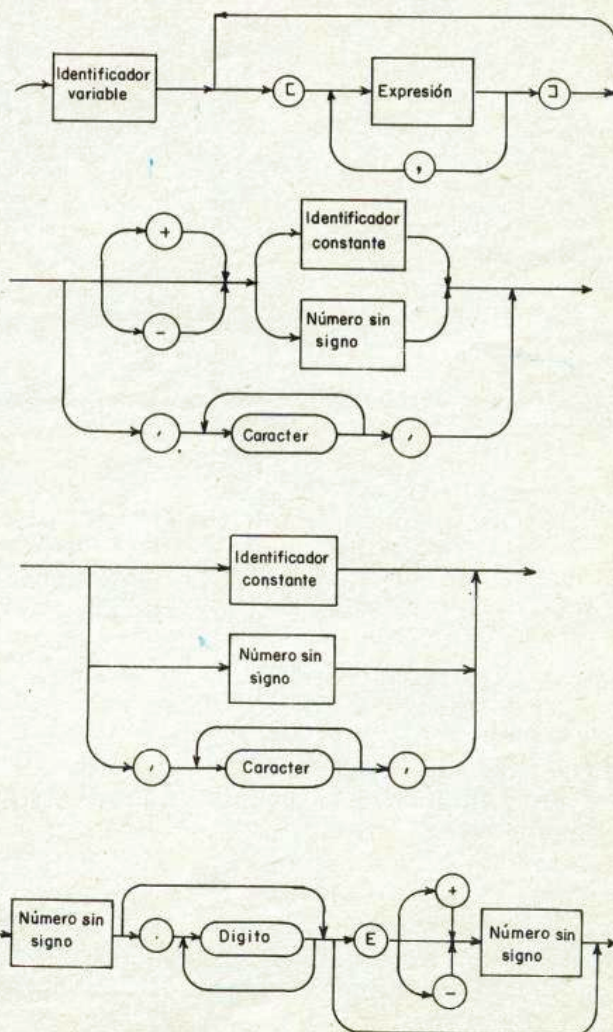 Identificador
variable
[
Expresión
]
,
+
-
Identificador
constante
Número sin
signo
'
Caracter
'
Identificador
constante
Número sin
signo
'
Caracter
'
Número sin
signo
.
Digito
E
+
-
Número sin
signo